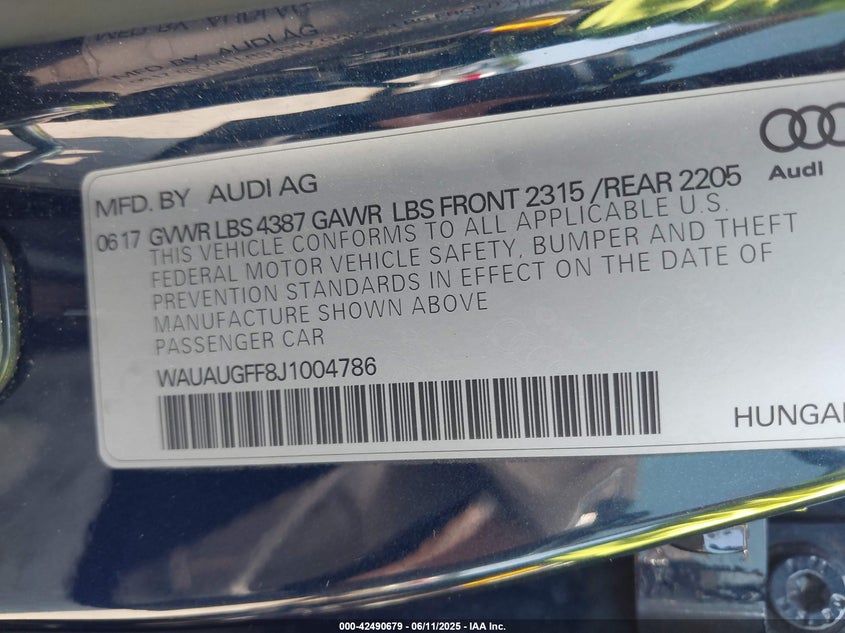 MFD. BY AUDI AG
Audi
0617 GVWR LBS 4387 GAWR LBS FRONT 2315 /REAR 2205
THIS VEHICLE CONFORMS TO ALL APPLICABLE U.S.
FEDERAL MOTOR VEHICLE SAFETY, BUMPER AND THEFT
PREVENTION STANDARDS IN EFFECT ON THE DATE OF
MANUFACTURE SHOWN ABOVE
PASSENGER CAR
WAUAUGFF8J1004786
HUNGA
000-42490679 - 06/11/2025 - IAA Inc.